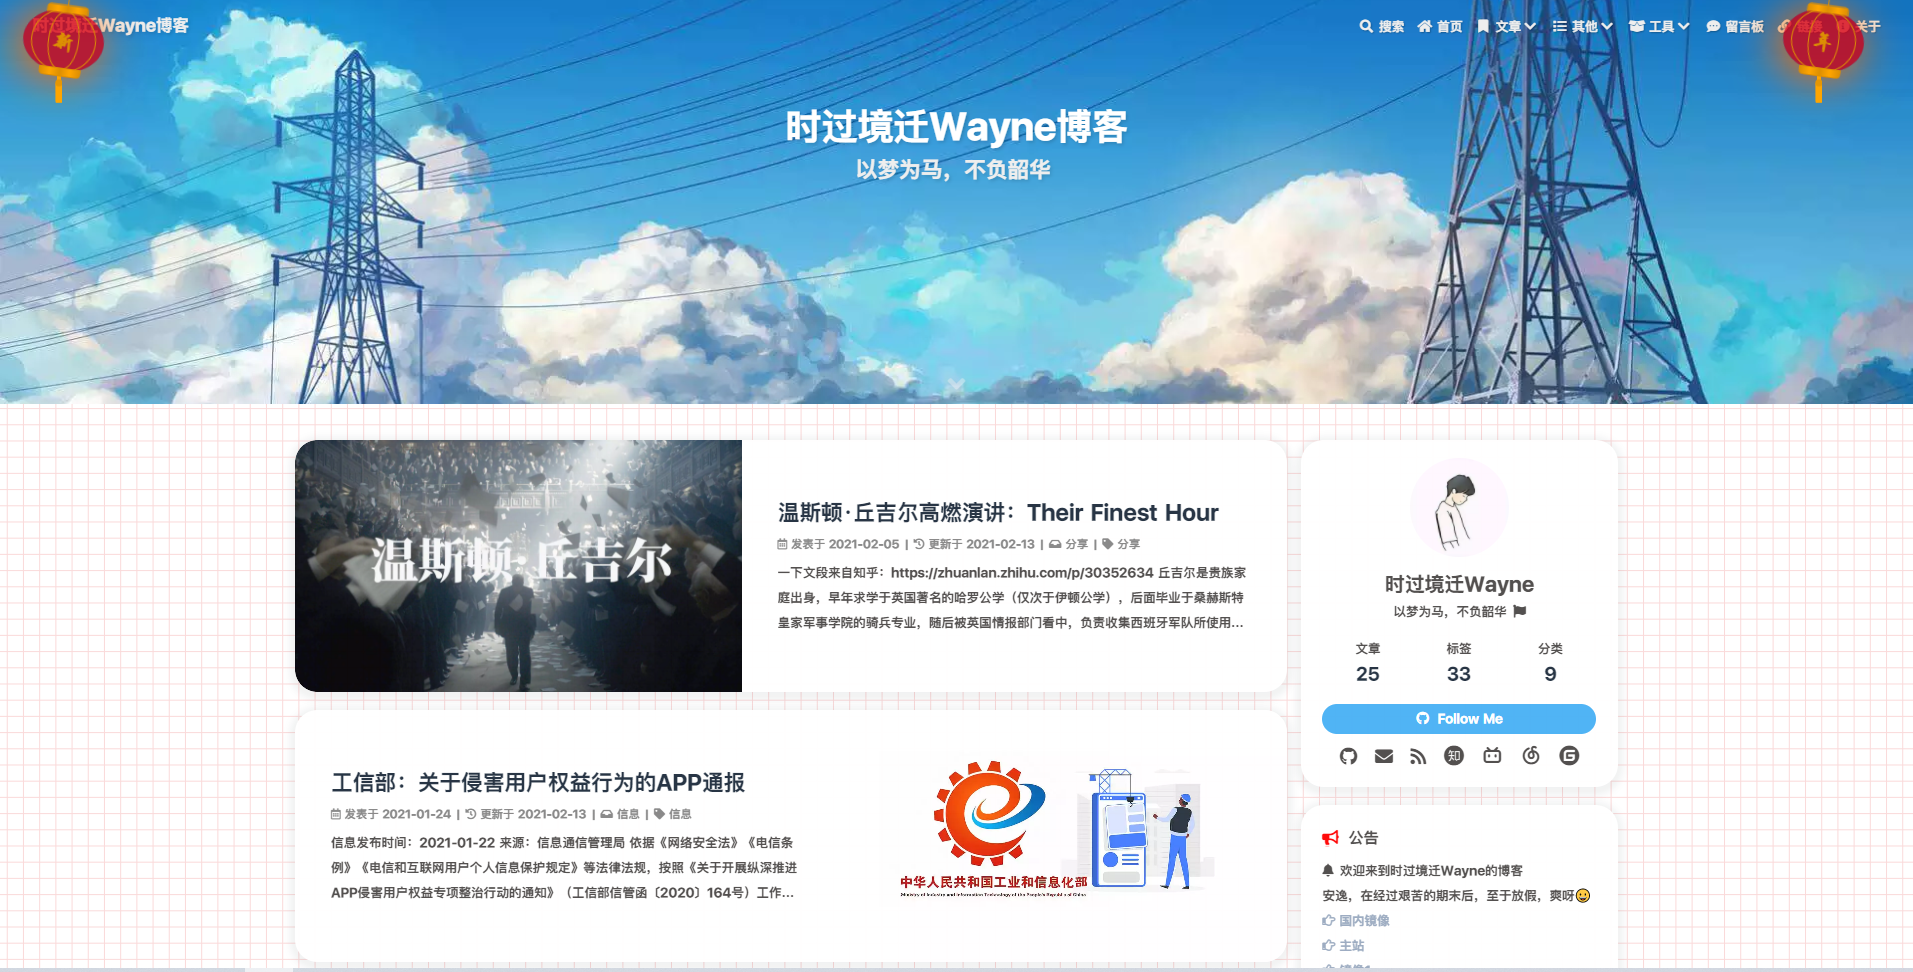 时过境迁Wayne博客
新
搜索 首页 文章 其他 工具 留言板 链接 关于
年
时过境迁Wayne博客
以梦为马，不负韶华
温斯顿·丘吉尔
温斯顿·丘吉尔高燃演讲：Their Finest Hour
发表于 2021-02-05 | 更新于 2021-02-13 | 分享 | 分享
一下文段来自知乎：https://zhuanlan.zhihu.com/p/30352634 丘吉尔是贵族家
庭出身，早年求学于英国著名的哈罗公学（仅次于伊顿公学），后面毕业于桑赫斯特
皇家军事学院的骑兵专业，随后被英国情报部门看中，负责收集西班牙军队所使用...
工信部：关于侵害用户权益行为的APP通报
发表于 2021-01-24 | 更新于 2021-02-13 | 信息 | 信息
信息发布时间：2021-01-22 来源：信息通信管理局 依据《网络安全法》《电信条
例》《电信和互联网用户个人信息保护规定》等法律法规，按照《关于开展纵深推进
APP侵害用户权益专项整治行动的通知》（工信部信管函〔2020〕164号）工作...
中华人民共和国工业和信息化部
Ministry of Industry and Information Technology of the People's Republic of China
时过境迁Wayne
以梦为马，不负韶华
文章 标签 分类
25 33 9
Follow Me
知
公告
欢迎来到时过境迁Wayne的博客
安逸，在经过艰苦的期末后，至于放假，爽呀😀
国内镜像
主站